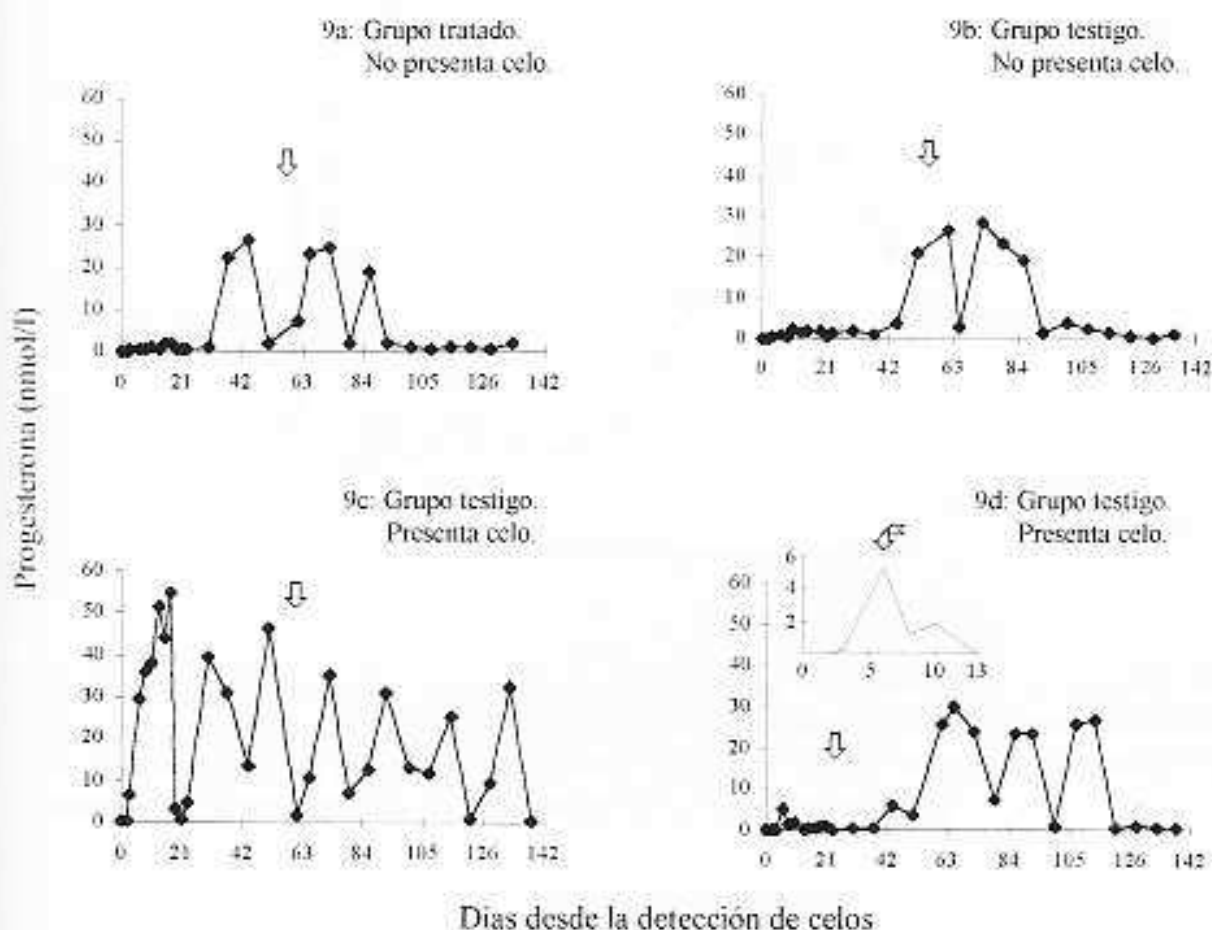 9a: Grupo tratado.
No presenta celo.
60
50
40
30
20
10
0
0 21 42 63 84 105 126 142
9b: Grupo testigo.
No presenta celo.
60
50
40
30
20
10
0
0 21 42 63 84 105 126 142
Progesterona (nmol/l)
9c: Grupo testigo.
Presenta celo.
60
50
40
30
20
10
0
0 21 42 63 84 105 126 142
9d: Grupo testigo.
Presenta celo.
6
4
2
0 5 10 13
60
50
40
30
20
10
0
0 21 42 63 84 105 126 142
Dias desde la detección de celos